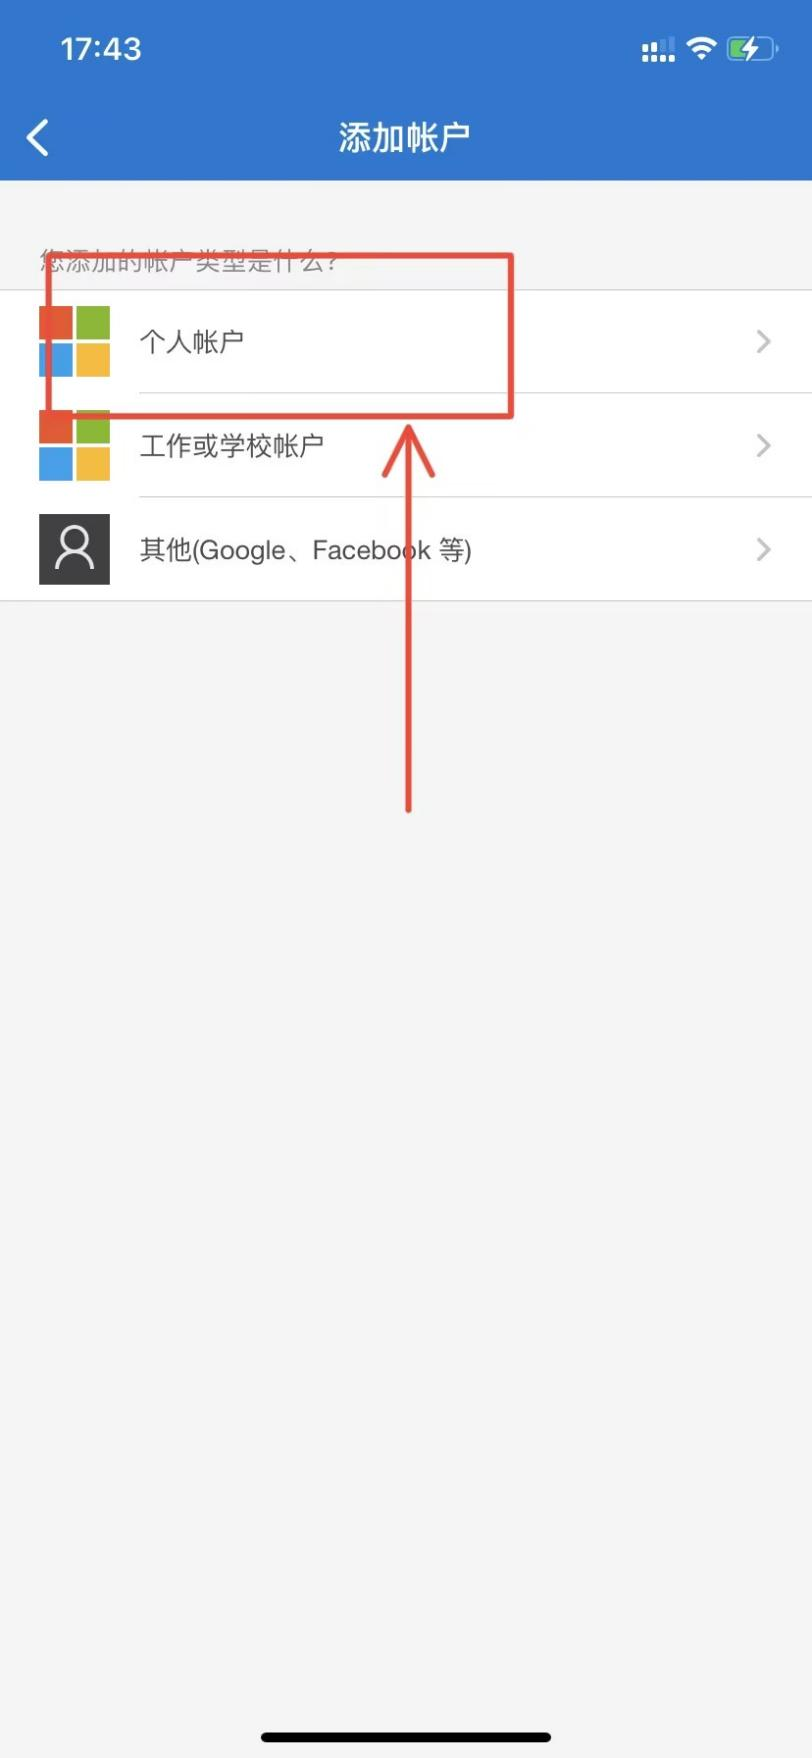 17:43
添加帐户
您添加的帐户类型是什么?
个人帐户
工作或学校帐户
其他(Google、Facebook 等)